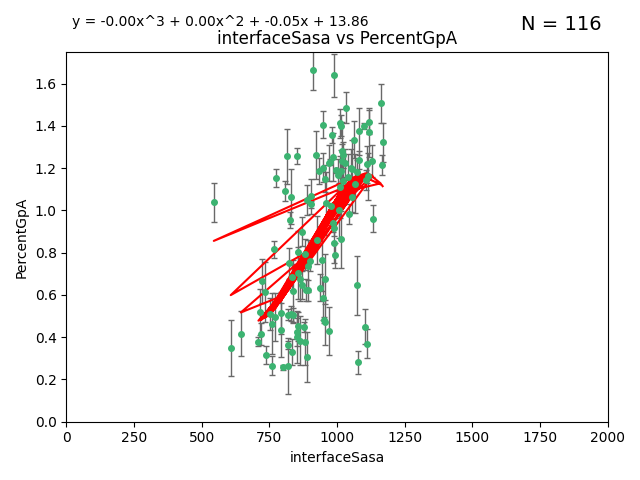 y = -0.00x^3 + 0.00x^2 + -0.05x + 13.86
N = 116
interfaceSasa vs PercentGpA
PercentGpA
1.6
1.4
1.2
1.0
0.8
0.6
0.4
0.2
0.0
0 250 500 750 1000 1250 1500 1750 2000
interfaceSasa